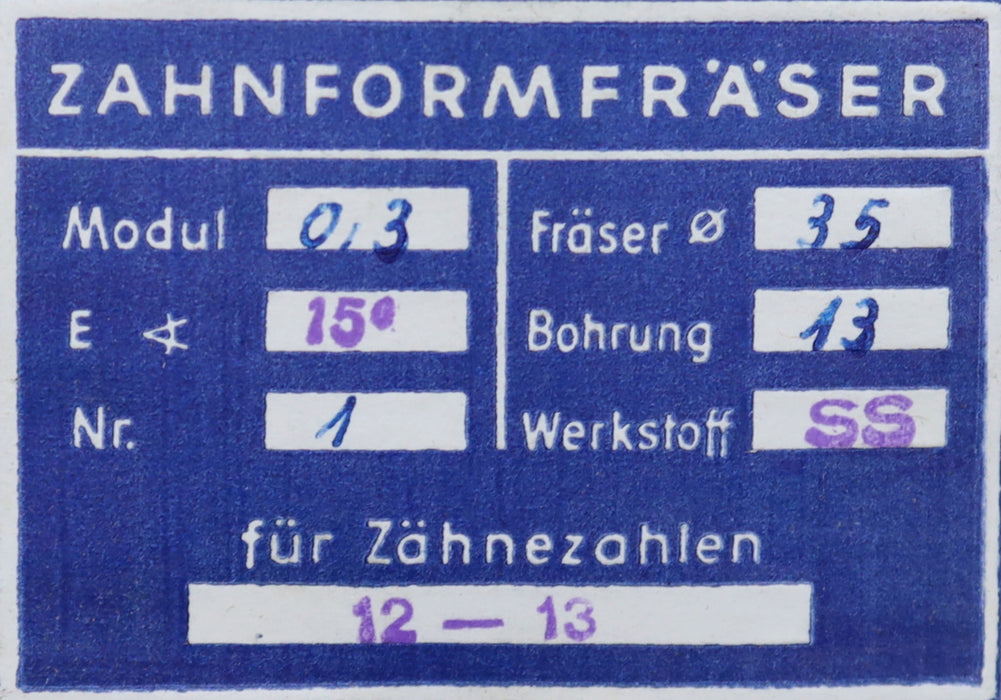 ZAHNFORMFRÄSER
Modul 0,3
E ∢ 15°
Nr. 1
Fräser ⌀ 35
Bohrung 13
Werkstoff SS
für Zähnezahlen
12 — 13